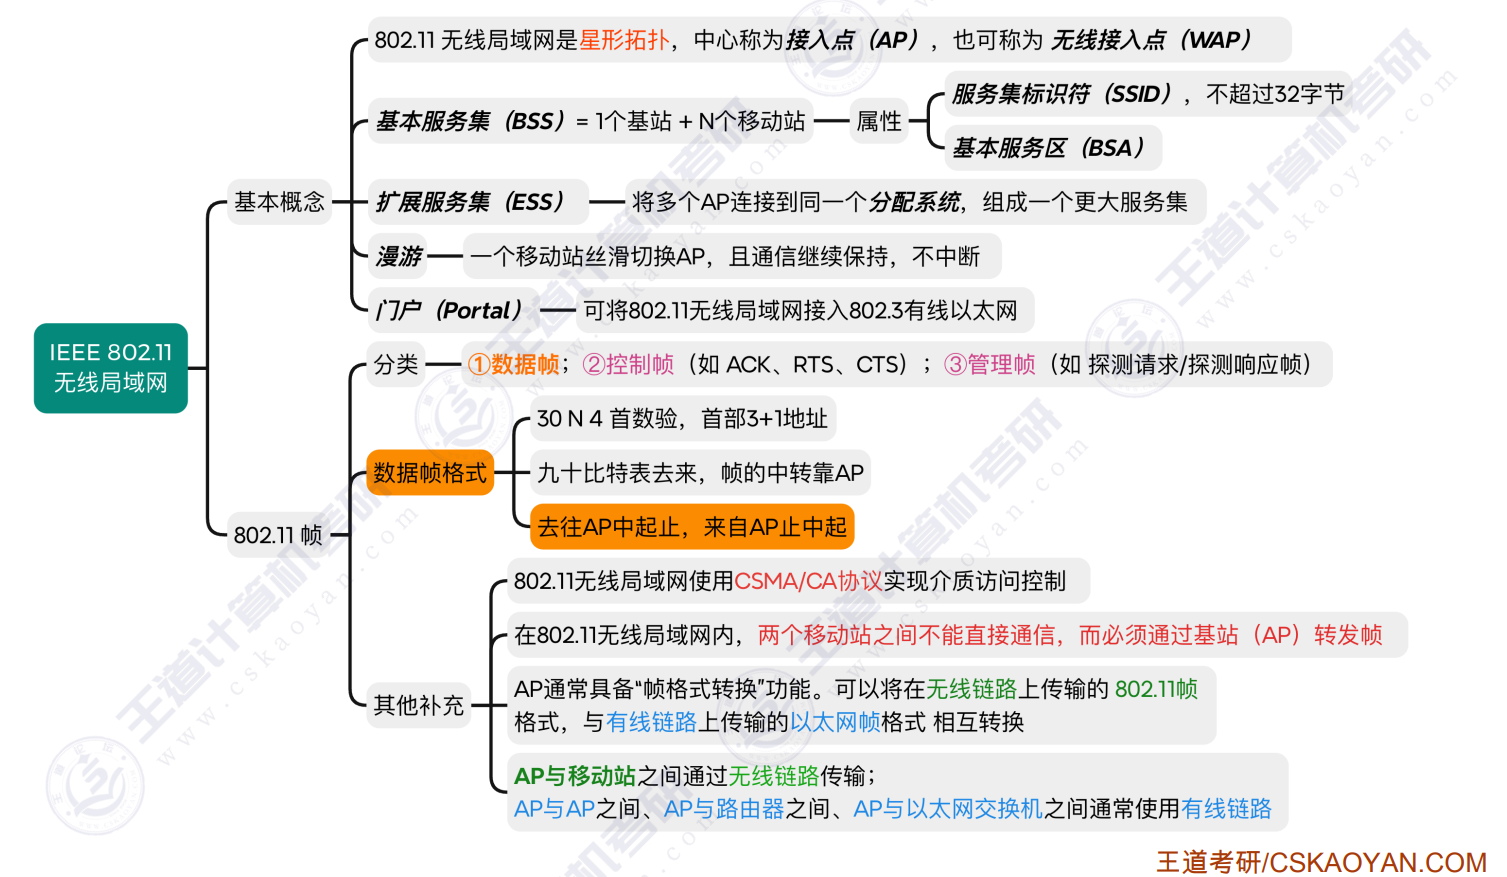 802.11 无线局域网是星形拓扑，中心称为接入点（AP），也可称为 无线接入点（WAP）
服务集标识符（SSID），不超过32字节
基本服务集（BSS）= 1个基站 + N个移动站
属性
基本服务区（BSA）
基本概念
扩展服务集（ESS）
将多个AP连接到同一个分配系统，组成一个更大服务集
漫游
一个移动站丝滑切换AP，且通信继续保持，不中断
门户（Portal）
可将802.11无线局域网接入802.3有线以太网
IEEE 802.11
无线局域网
分类
①数据帧；②控制帧（如 ACK、RTS、CTS）；③管理帧（如 探测请求/探测响应帧）
30 N 4 首数验，首部3+1地址
数据帧格式
九十比特表去来，帧的中转靠AP
去往AP中起止，来自AP止中起
802.11 帧
802.11无线局域网使用CSMA/CA协议实现介质访问控制
在802.11无线局域网内，两个移动站之间不能直接通信，而必须通过基站（AP）转发帧
其他补充
AP通常具备“帧格式转换”功能。可以将在无线链路上传输的 802.11帧
格式，与有线链路上传输的以太网帧格式 相互转换
AP与移动站之间通过无线链路传输；
AP与AP之间、AP与路由器之间、AP与以太网交换机之间通常使用有线链路
王道计算机考研
www.cskaoyan.com
王道考研/CSKAOYAN.COM